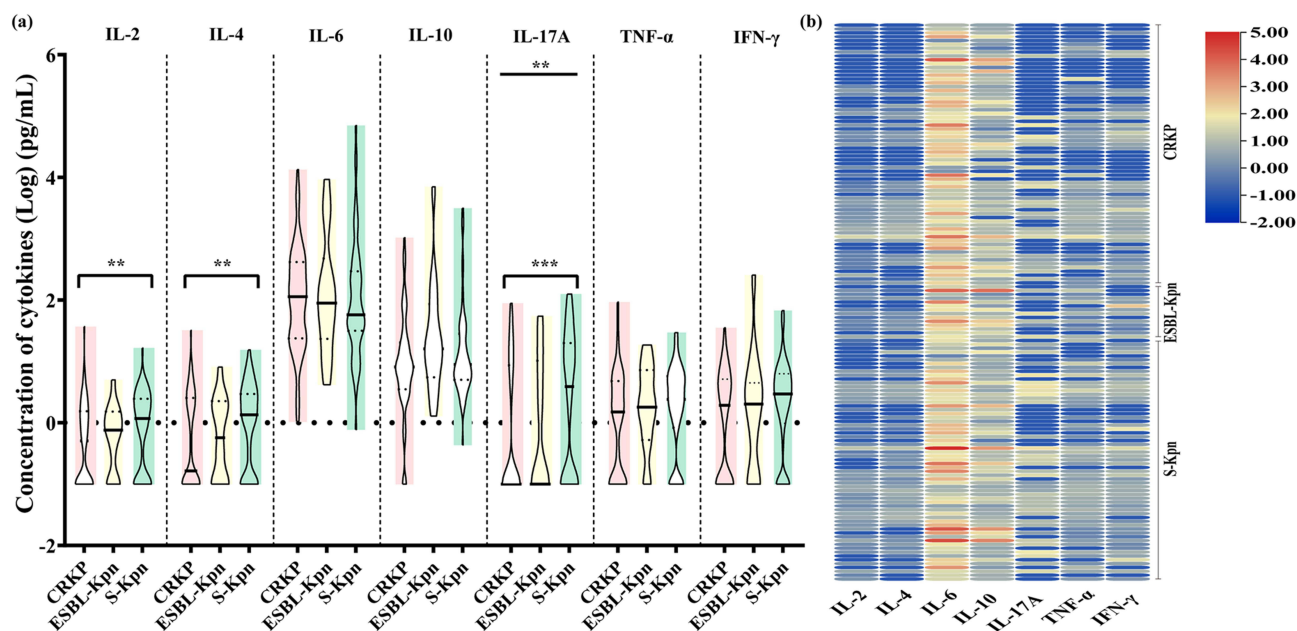 (a)
IL-2 IL-4 IL-6 IL-10 IL-17A TNF-α IFN-γ
Concentration of cytokines (Log) (pg/mL)
6
4
2
0
-2
**
**
**
***
CRKP ESBL-Kpn S-Kpn CRKP ESBL-Kpn S-Kpn CRKP ESBL-Kpn S-Kpn CRKP ESBL-Kpn S-Kpn CRKP ESBL-Kpn S-Kpn CRKP ESBL-Kpn S-Kpn CRKP ESBL-Kpn S-Kpn
(b)
CRKP
ESBL-Kpn
S-Kpn
IL-2 IL-4 IL-6 IL-10 IL-17A TNF-α IFN-γ
5.00
4.00
3.00
2.00
1.00
0.00
-1.00
-2.00